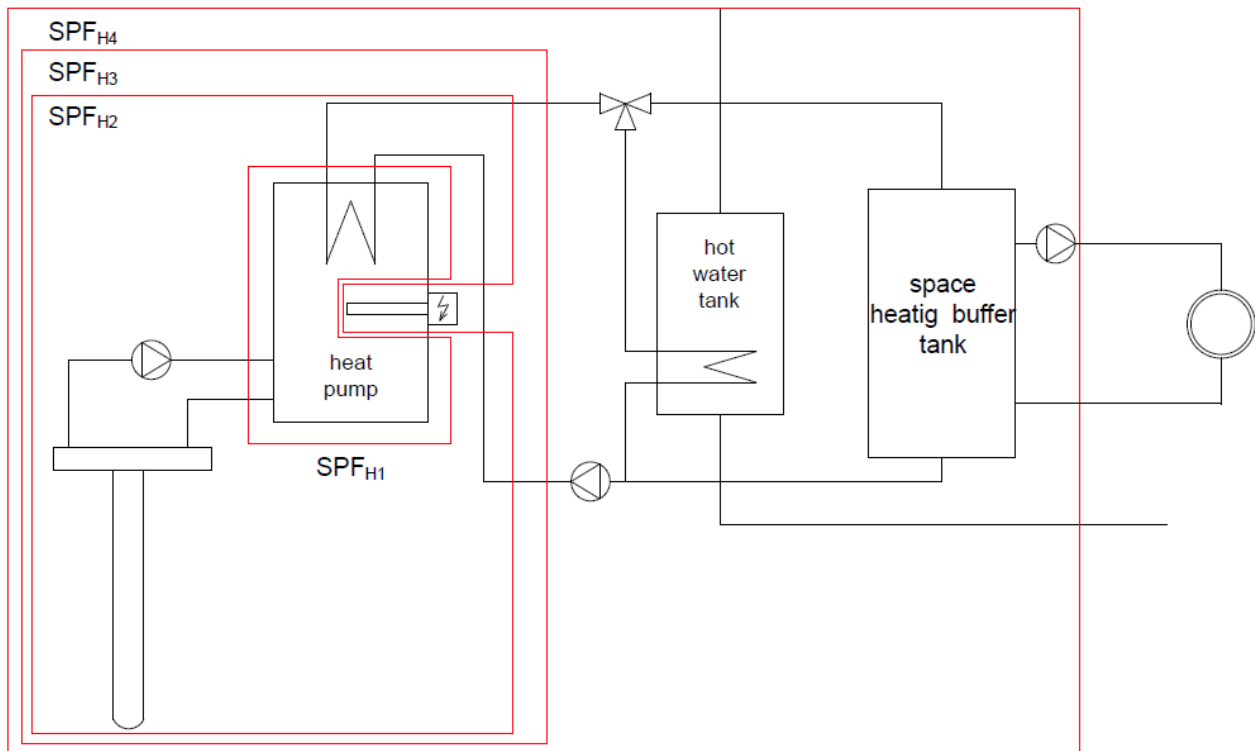 SPFH4
SPFH3
SPFH2
heat
pump
SPFH1
hot
water
tank
space
heatig buffer
tank